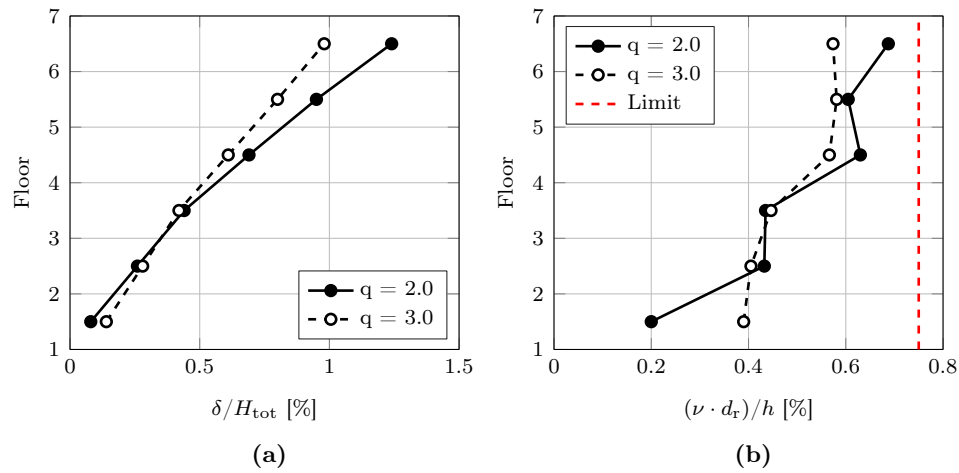 7
6
5
4
3
2
1
Floor
0
0.5
1
1.5
δ/H_tot [%]
q = 2.0
q = 3.0
(a)
7
6
5
4
3
2
1
Floor
0
0.2
0.4
0.6
0.8
(ν · d_r)/h [%]
q = 2.0
q = 3.0
Limit
(b)